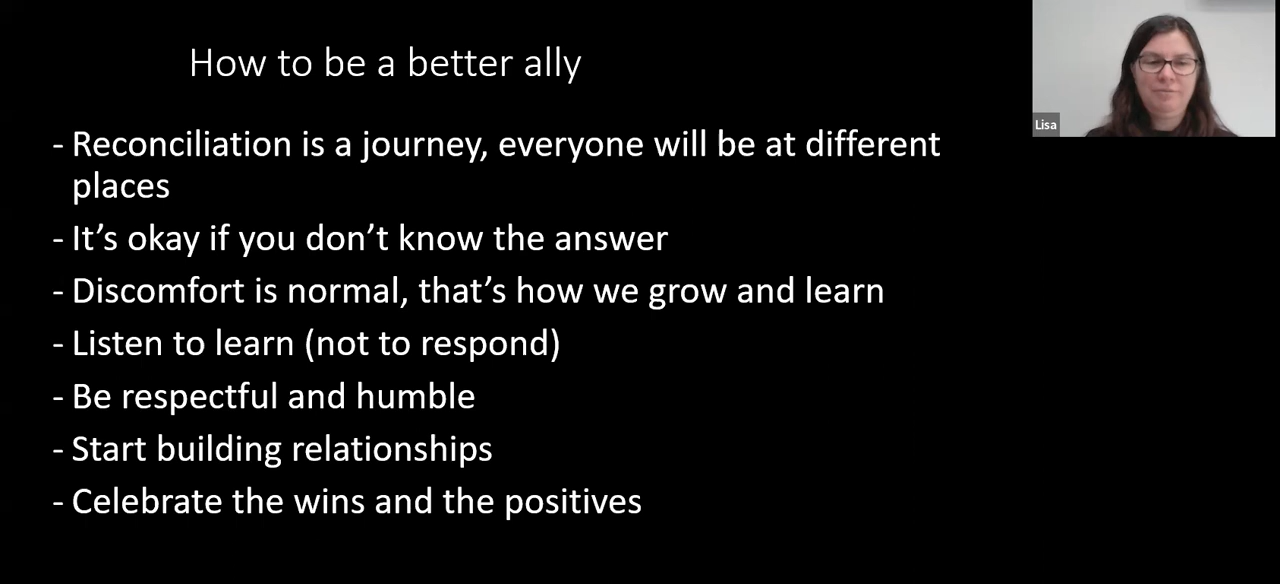 How to be a better ally
- Reconciliation is a journey, everyone will be at different
places
- It’s okay if you don’t know the answer
- Discomfort is normal, that’s how we grow and learn
- Listen to learn (not to respond)
- Be respectful and humble
- Start building relationships
- Celebrate the wins and the positives
Lisa